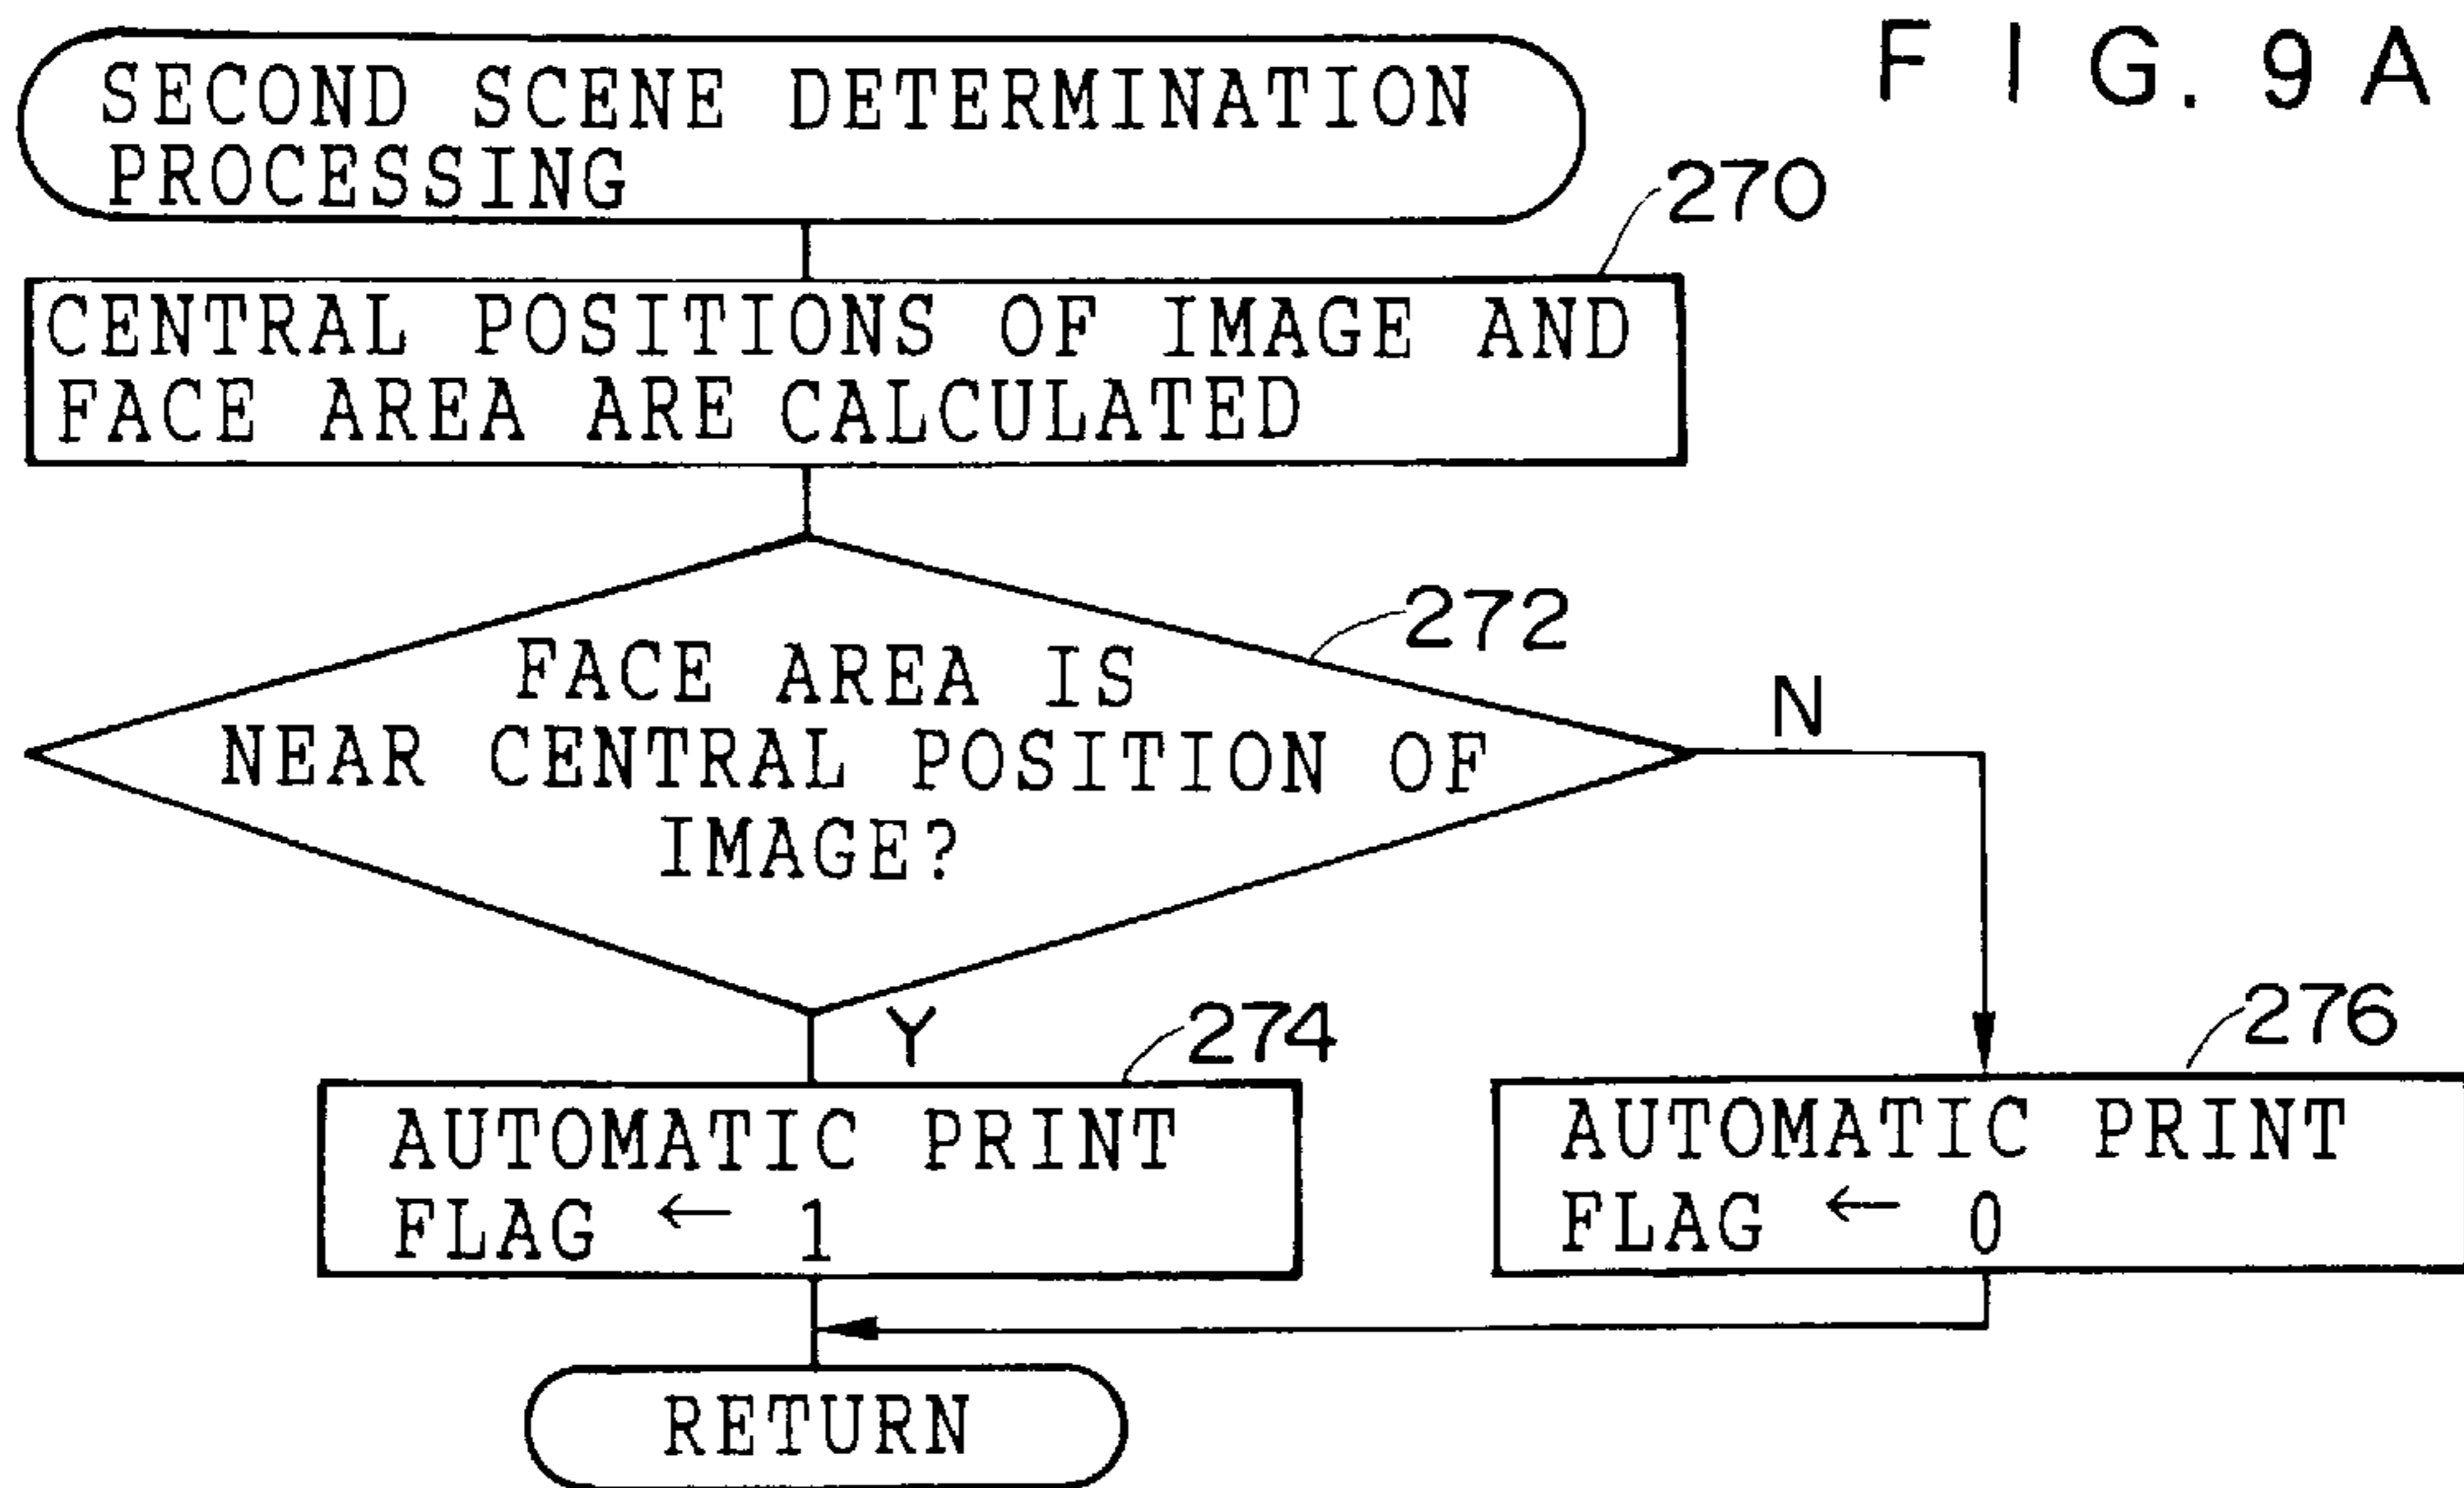 FIG. 9A
SECOND SCENE DETERMINATION
PROCESSING
270
CENTRAL POSITIONS OF IMAGE AND
FACE AREA ARE CALCULATED
272
FACE AREA IS
NEAR CENTRAL POSITION OF
IMAGE?
N
Y
274
AUTOMATIC PRINT
FLAG ← 1
276
AUTOMATIC PRINT
FLAG ← 0
RETURN